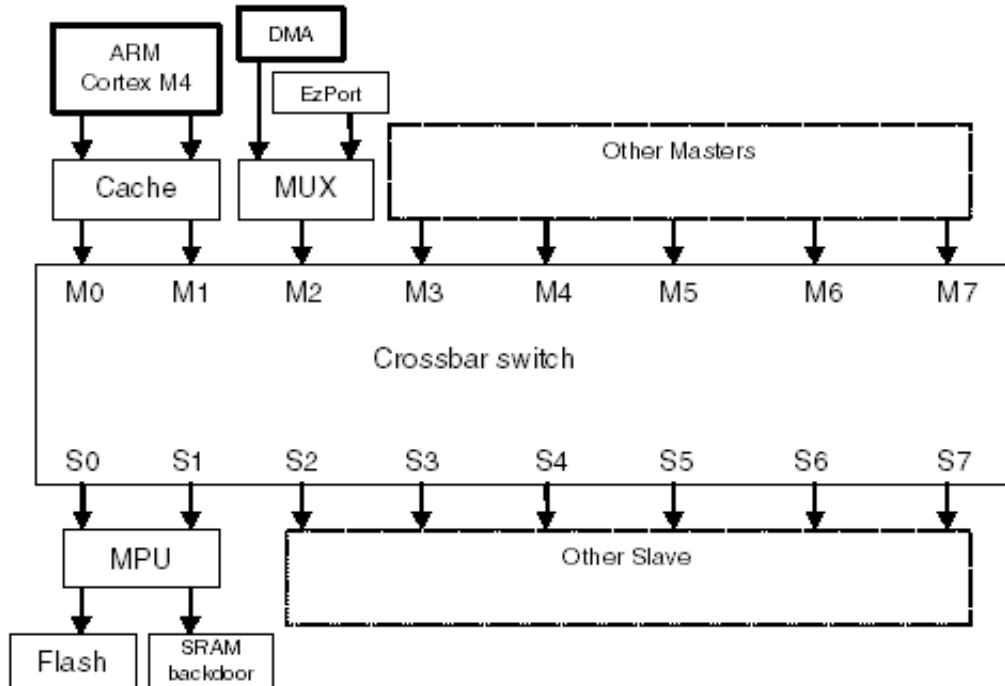 ARM
Cortex M4
DMA
EzPort
Cache
MUX
Other Masters
M0 M1 M2 M3 M4 M5 M6 M7
Crossbar switch
S0 S1 S2 S3 S4 S5 S6 S7
MPU
Other Slave
Flash
SRAM
backdoor